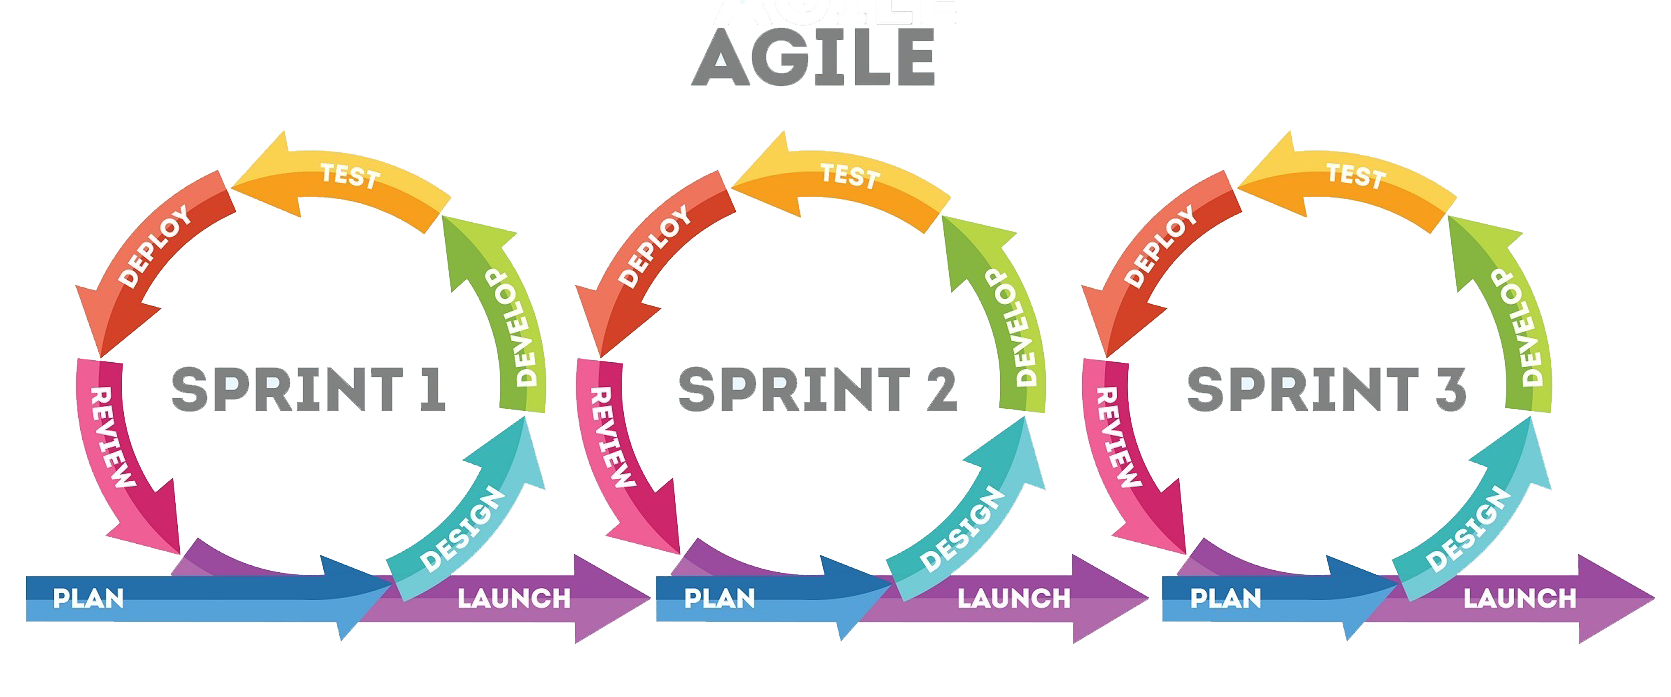 AGILE
SPRINT 1
PLAN
DESIGN
DEVELOP
TEST
DEPLOY
REVIEW
LAUNCH
SPRINT 2
PLAN
DESIGN
DEVELOP
TEST
DEPLOY
REVIEW
LAUNCH
SPRINT 3
PLAN
DESIGN
DEVELOP
TEST
DEPLOY
REVIEW
LAUNCH